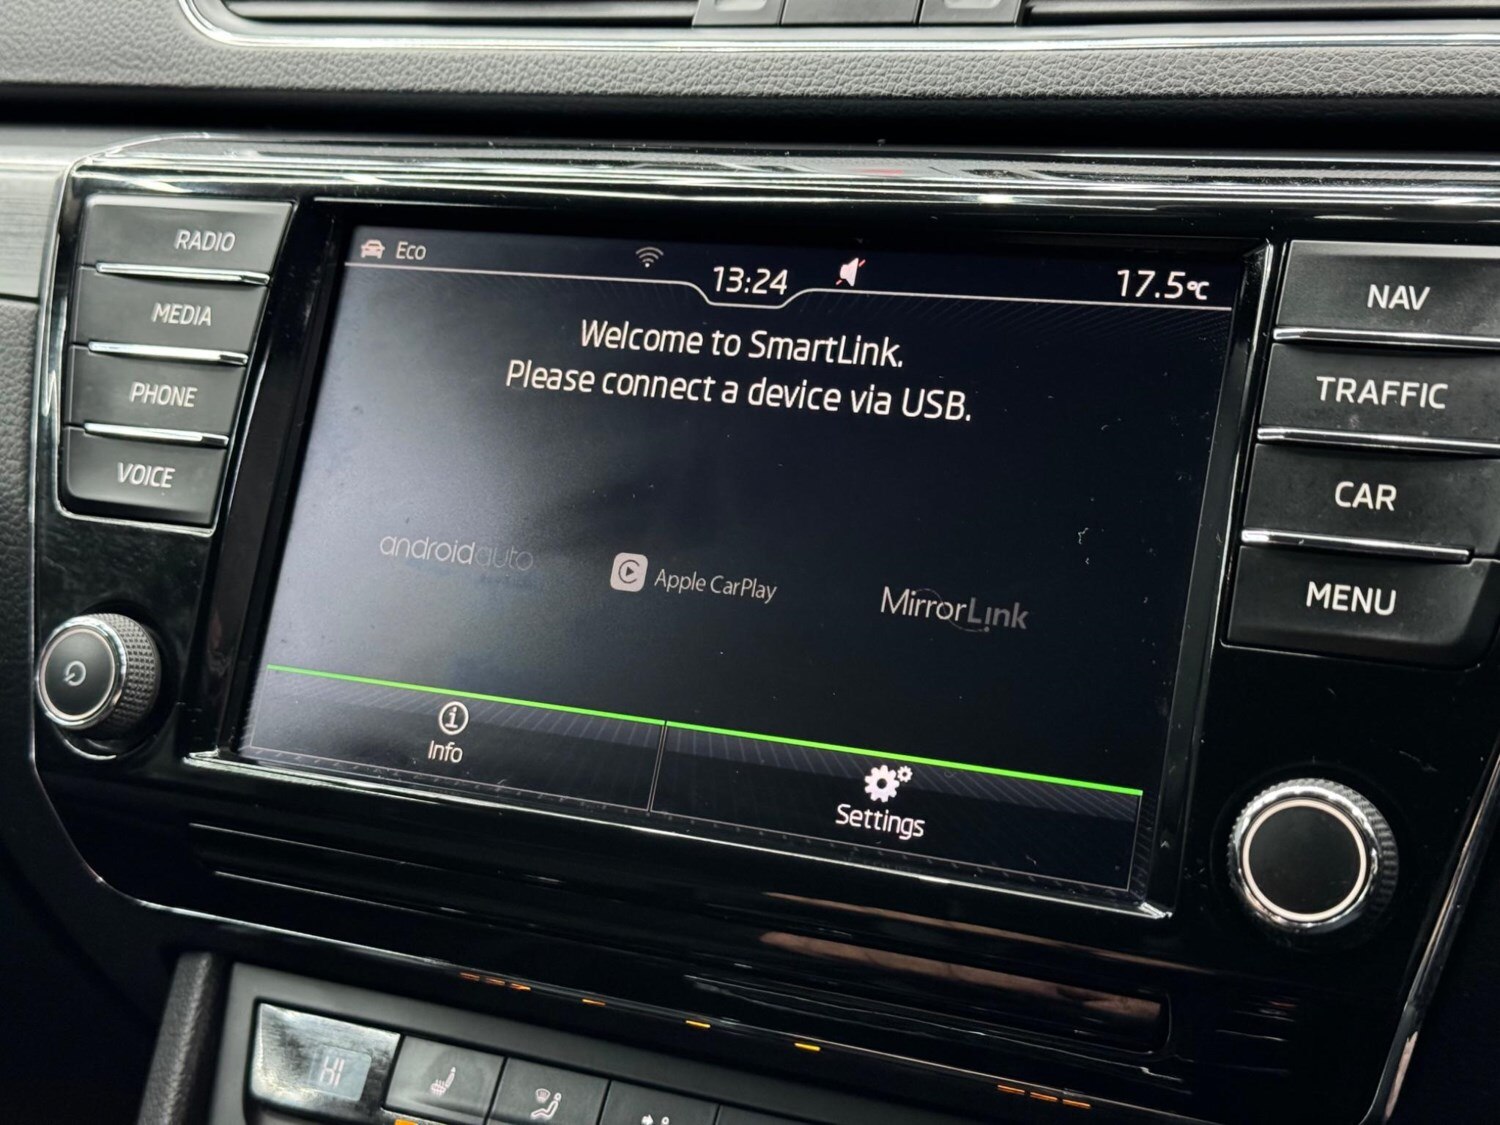 RADIO
MEDIA
PHONE
VOICE
Eco
13:24
17.5°C
Welcome to SmartLink.
Please connect a device via USB.
androidauto
Apple CarPlay
MirrorLink
Info
Settings
NAV
TRAFFIC
CAR
MENU
HI